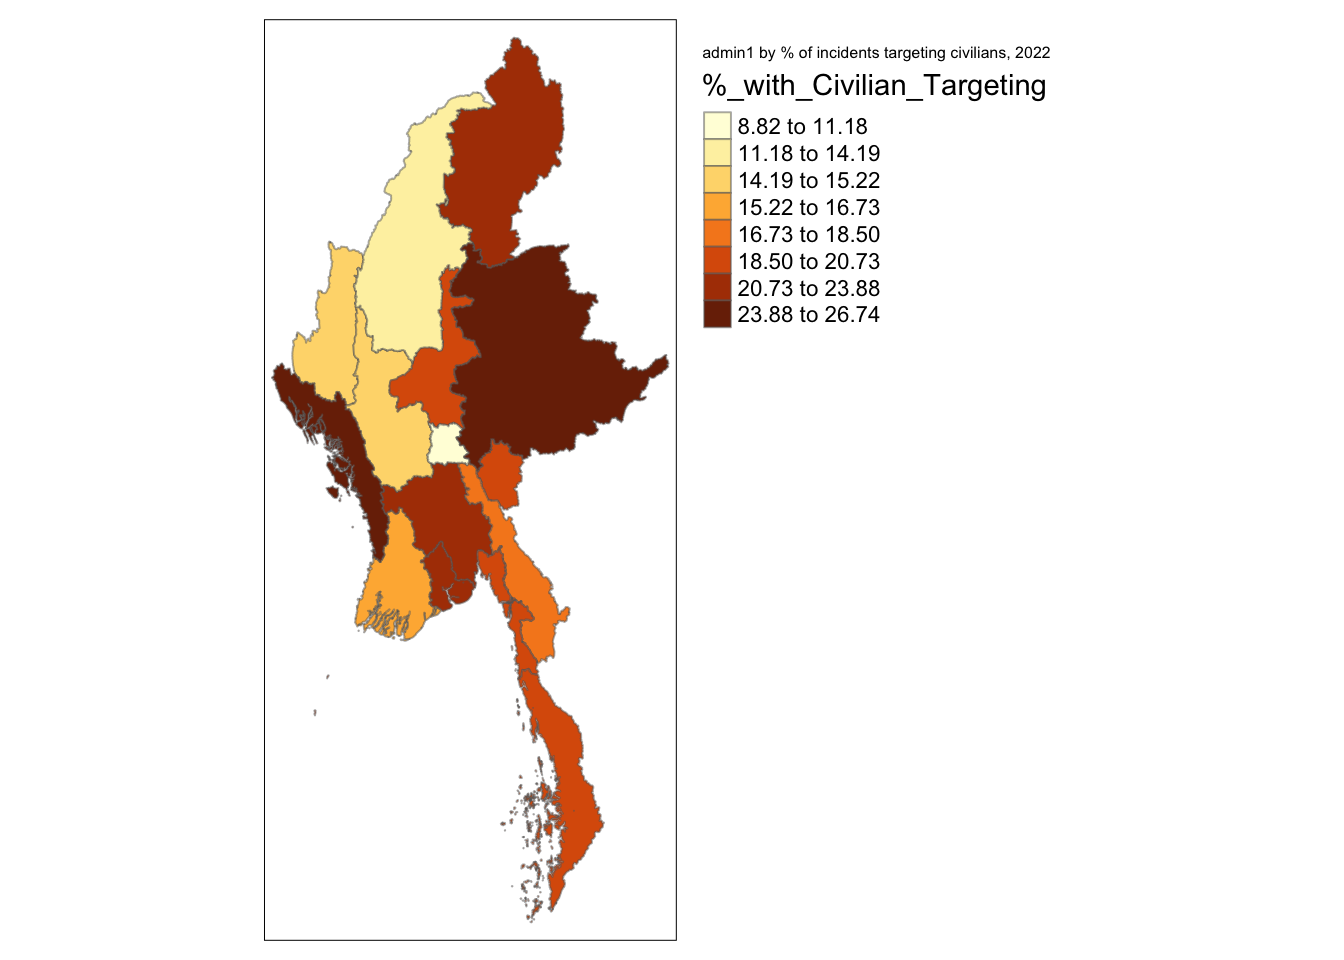 admin1 by % of incidents targeting civilians, 2022
%_with_Civilian_Targeting
8.82 to 11.18
11.18 to 14.19
14.19 to 15.22
15.22 to 16.73
16.73 to 18.50
18.50 to 20.73
20.73 to 23.88
23.88 to 26.74